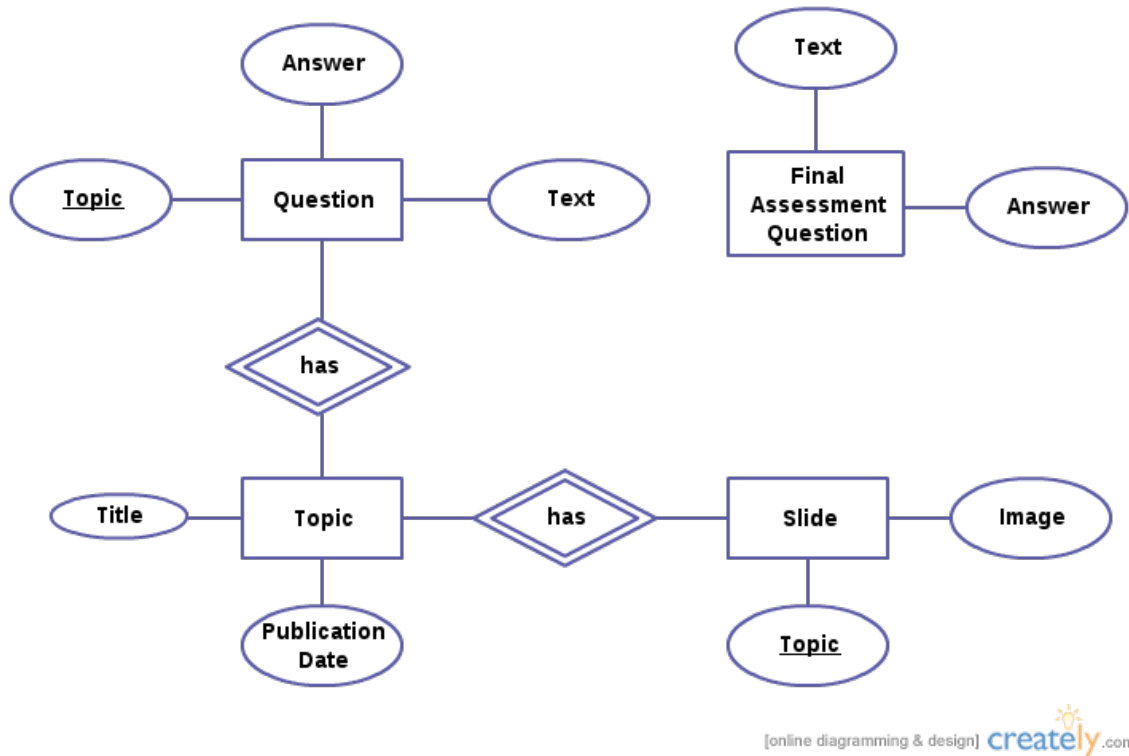 Text
Answer
Final
Assessment
Question
Answer
Topic
Question
Text
has
Title
Topic
has
Slide
Image
Publication
Date
Topic
[online diagramming & design] creately.com